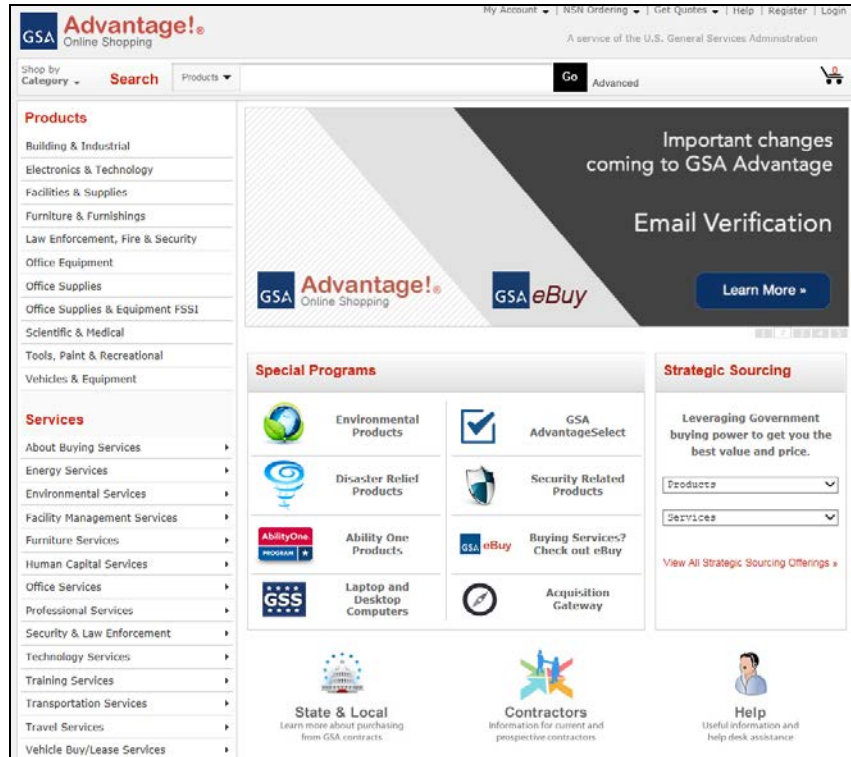 My Account | NSN Ordering | Get Quotes | Help | Register | Login
GSA Advantage!®
Online Shopping
A service of the U.S. General Services Administration
Shop by
Category
Search
Products
Go
Advanced
0
Products
Building & Industrial
Electronics & Technology
Facilities & Supplies
Furniture & Furnishings
Law Enforcement, Fire & Security
Office Equipment
Office Supplies
Office Supplies & Equipment FSSI
Scientific & Medical
Tools, Paint & Recreational
Vehicles & Equipment
Services
About Buying Services
Energy Services
Environmental Services
Facility Management Services
Furniture Services
Human Capital Services
Office Services
Professional Services
Security & Law Enforcement
Technology Services
Training Services
Transportation Services
Travel Services
Vehicle Buy/Lease Services
Important changes
coming to GSA Advantage
Email Verification
GSA Advantage!®
Online Shopping
GSA eBuy
Learn More »
1 2 3 4 5
Special Programs
Environmental
Products
GSA
AdvantageSelect
Disaster Relief
Products
Security Related
Products
AbilityOne
PROGRAM
Ability One
Products
GSA eBuy
Buying Services?
Check out eBuy
GSS
Laptop and
Desktop
Computers
Acquisition
Gateway
Strategic Sourcing
Leveraging Government
buying power to get you the
best value and price.
Products
Services
View All Strategic Sourcing Offerings »
State & Local
Learn more about purchasing
from GSA contracts
Contractors
Information for current and
prospective contractors
Help
Useful information and
help desk assistance